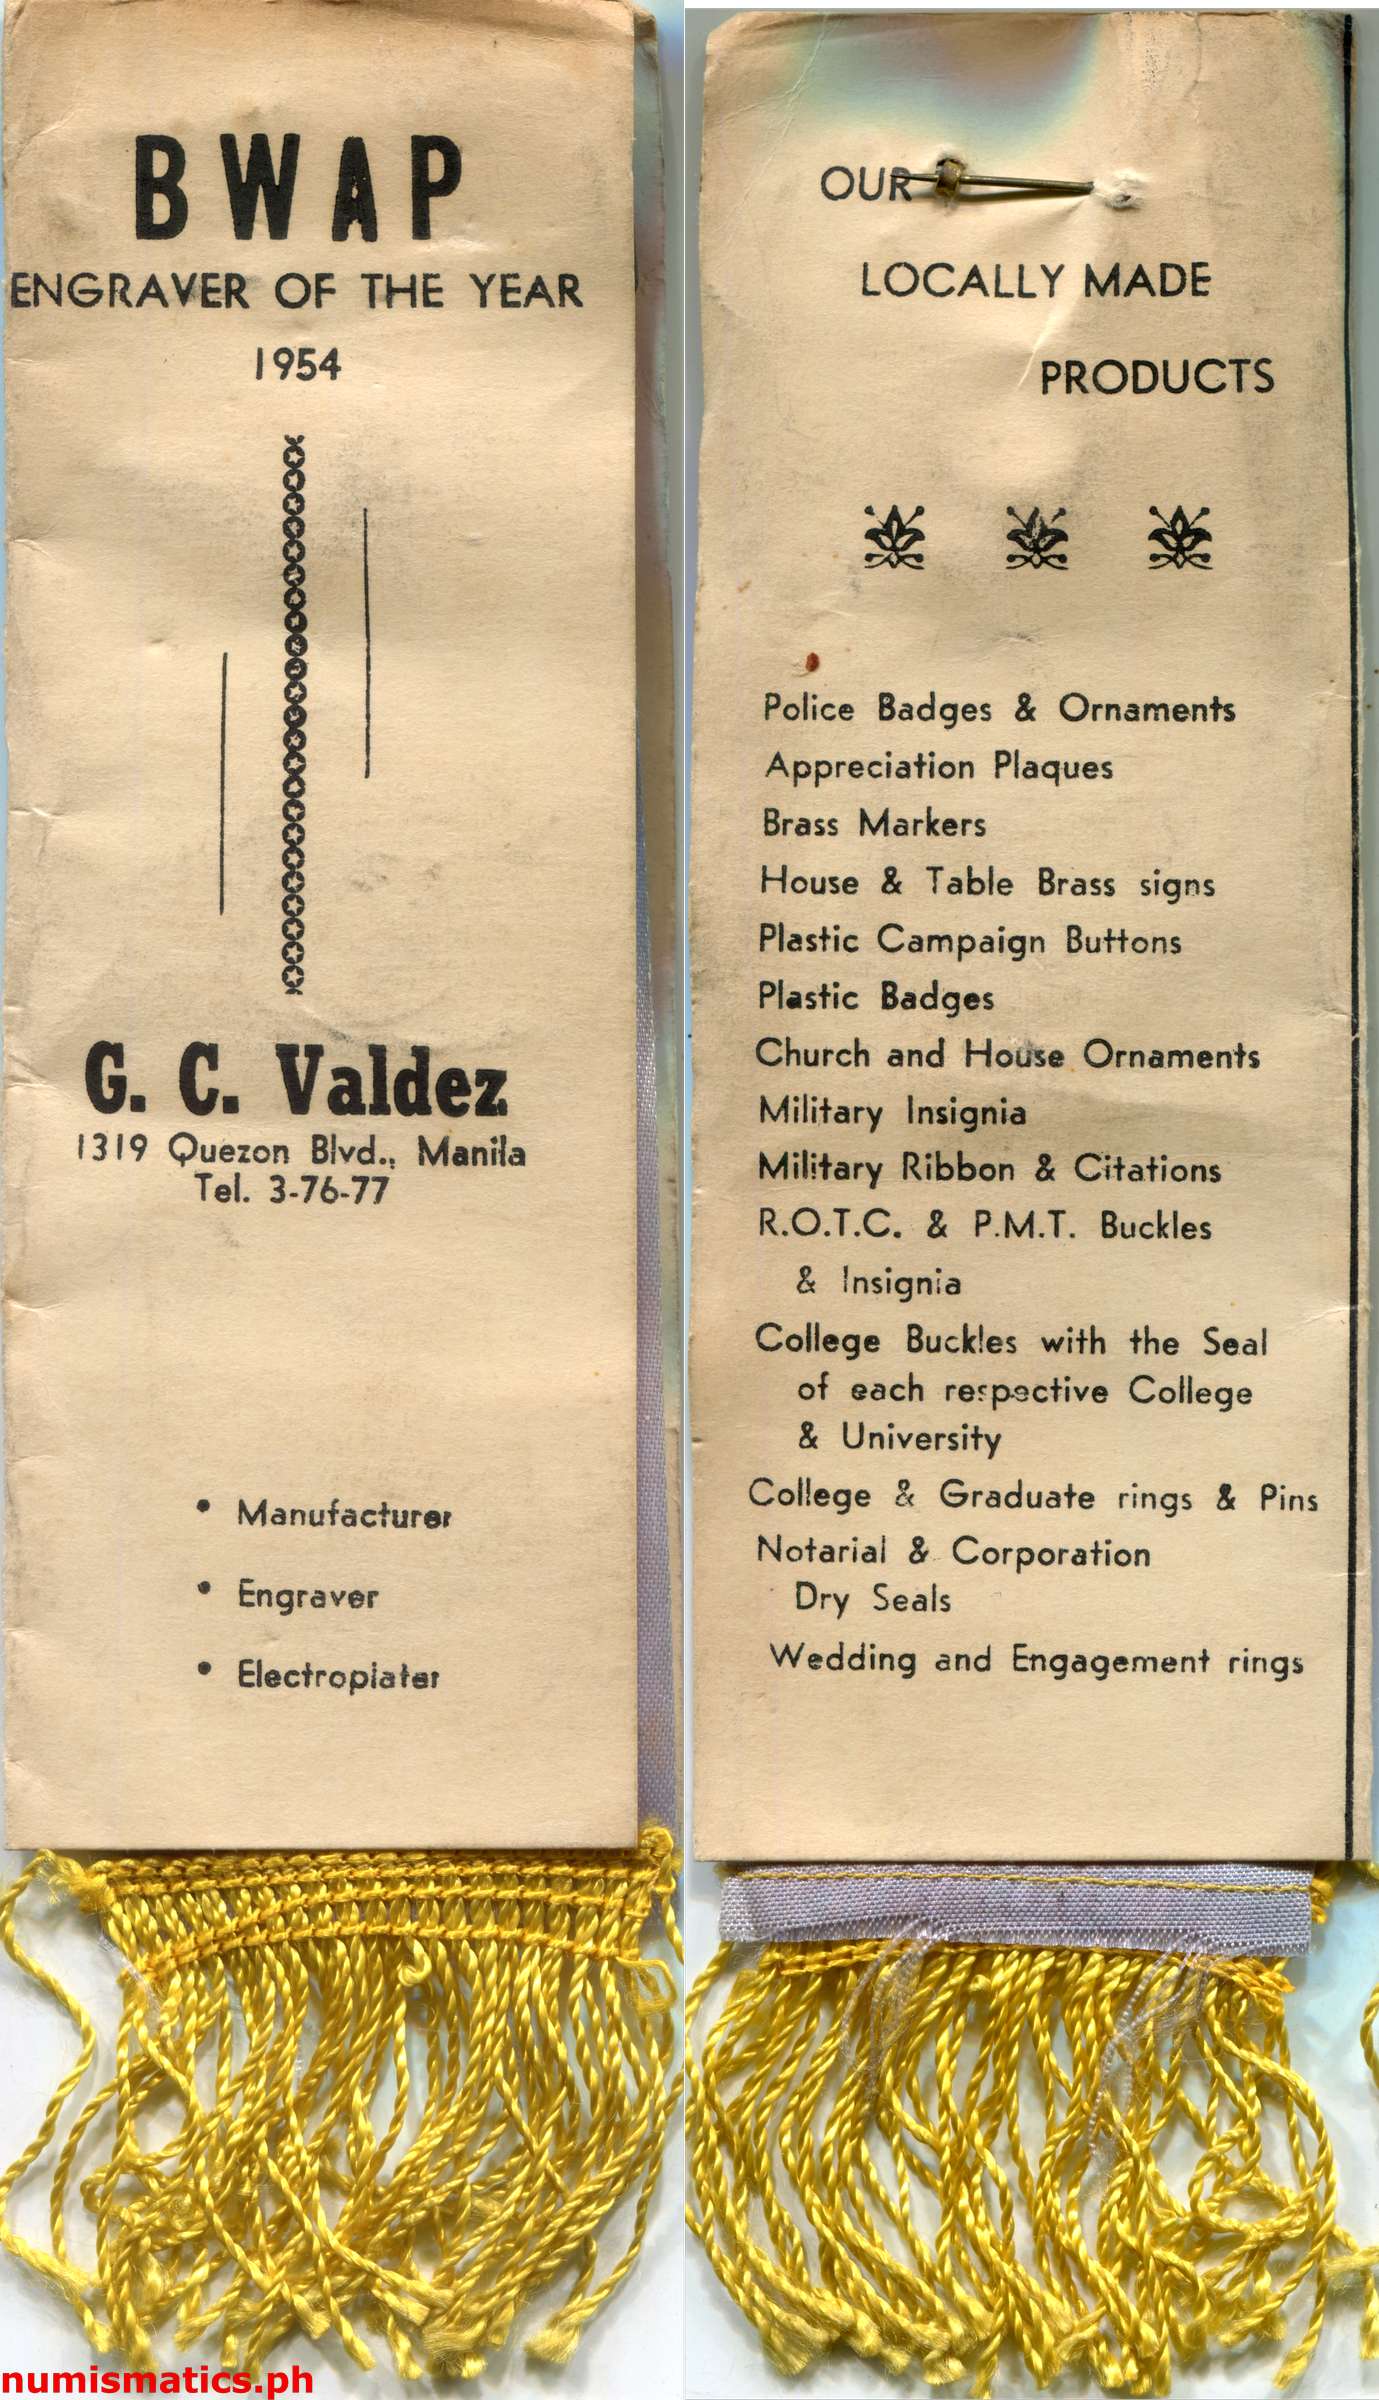 BWAP
ENGRAVER OF THE YEAR
1954
G. C. Valdez
1319 Quezon Blvd., Manila
Tel. 3-76-77
• Manufacturer
• Engraver
• Electroplater
numismatics.ph
OUR
LOCALLY MADE
PRODUCTS
Police Badges & Ornaments
Appreciation Plaques
Brass Markers
House & Table Brass signs
Plastic Campaign Buttons
Plastic Badges
Church and House Ornaments
Military Insignia
Military Ribbon & Citations
R.O.T.C. & P.M.T. Buckles
& Insignia
College Buckles with the Seal
of each respective College
& University
College & Graduate rings & Pins
Notarial & Corporation
Dry Seals
Wedding and Engagement rings